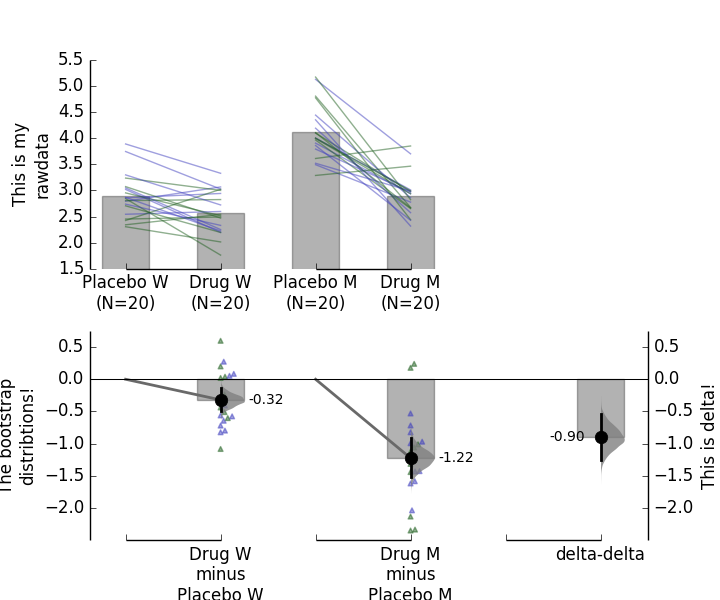 This is my
rawdata
5.5
5.0
4.5
4.0
3.5
3.0
2.5
2.0
1.5
Placebo W
(N=20)
Drug W
(N=20)
Placebo M
(N=20)
Drug M
(N=20)
The bootstrap
distribtions!
0.5
0.0
−0.5
−1.0
−1.5
−2.0
-0.32
-1.22
-0.90
Drug W
minus
Placebo W
Drug M
minus
Placebo M
delta-delta
0.5
0.0
−0.5
−1.0
−1.5
−2.0
This is delta!